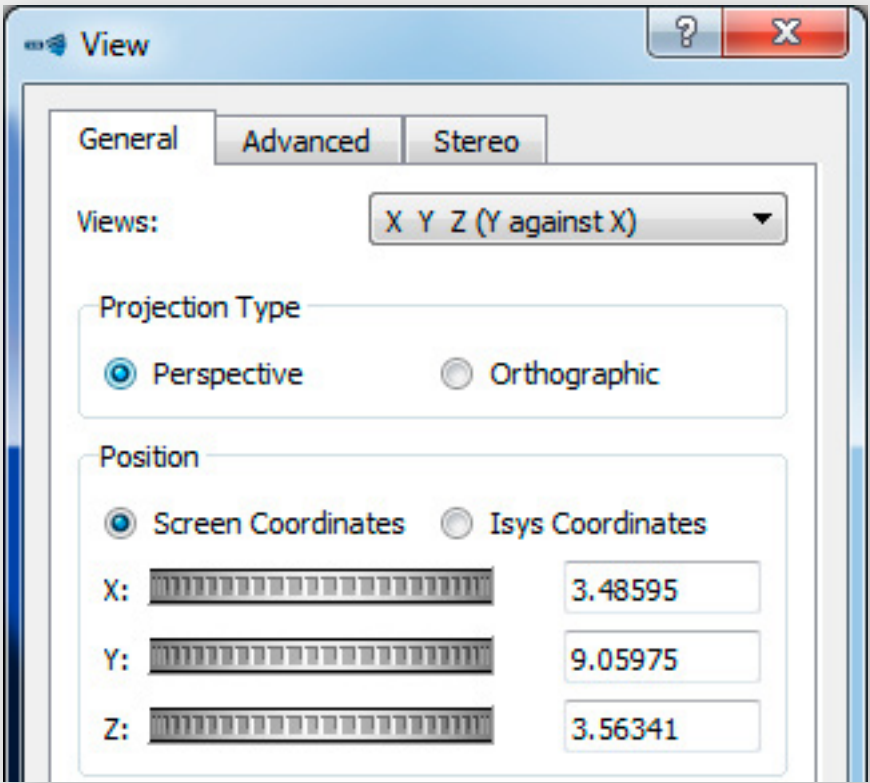 View
General Advanced Stereo
Views: X Y Z (Y against X)
Projection Type
Perspective Orthographic
Position
Screen Coordinates Isys Coordinates
X: 3.48595
Y: 9.05975
Z: 3.56341